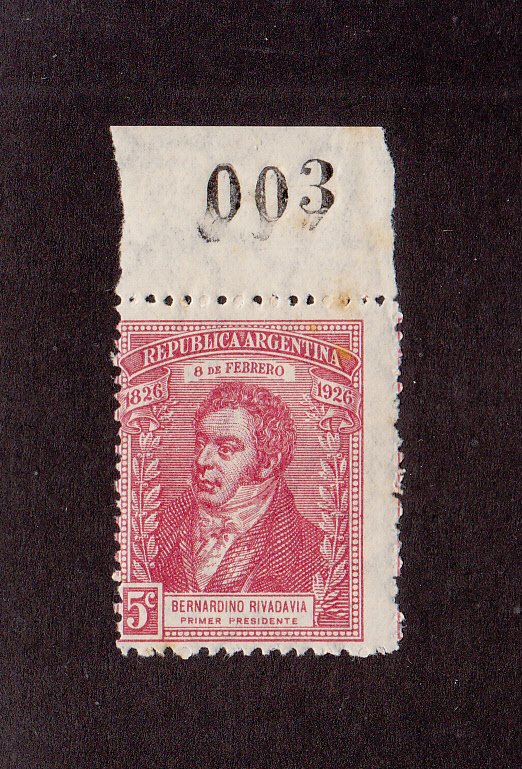 003
REPUBLICA ARGENTINA
8 DE FEBRERO
1826 1926
5c
BERNARDINO RIVADAVIA
PRIMER PRESIDENTE